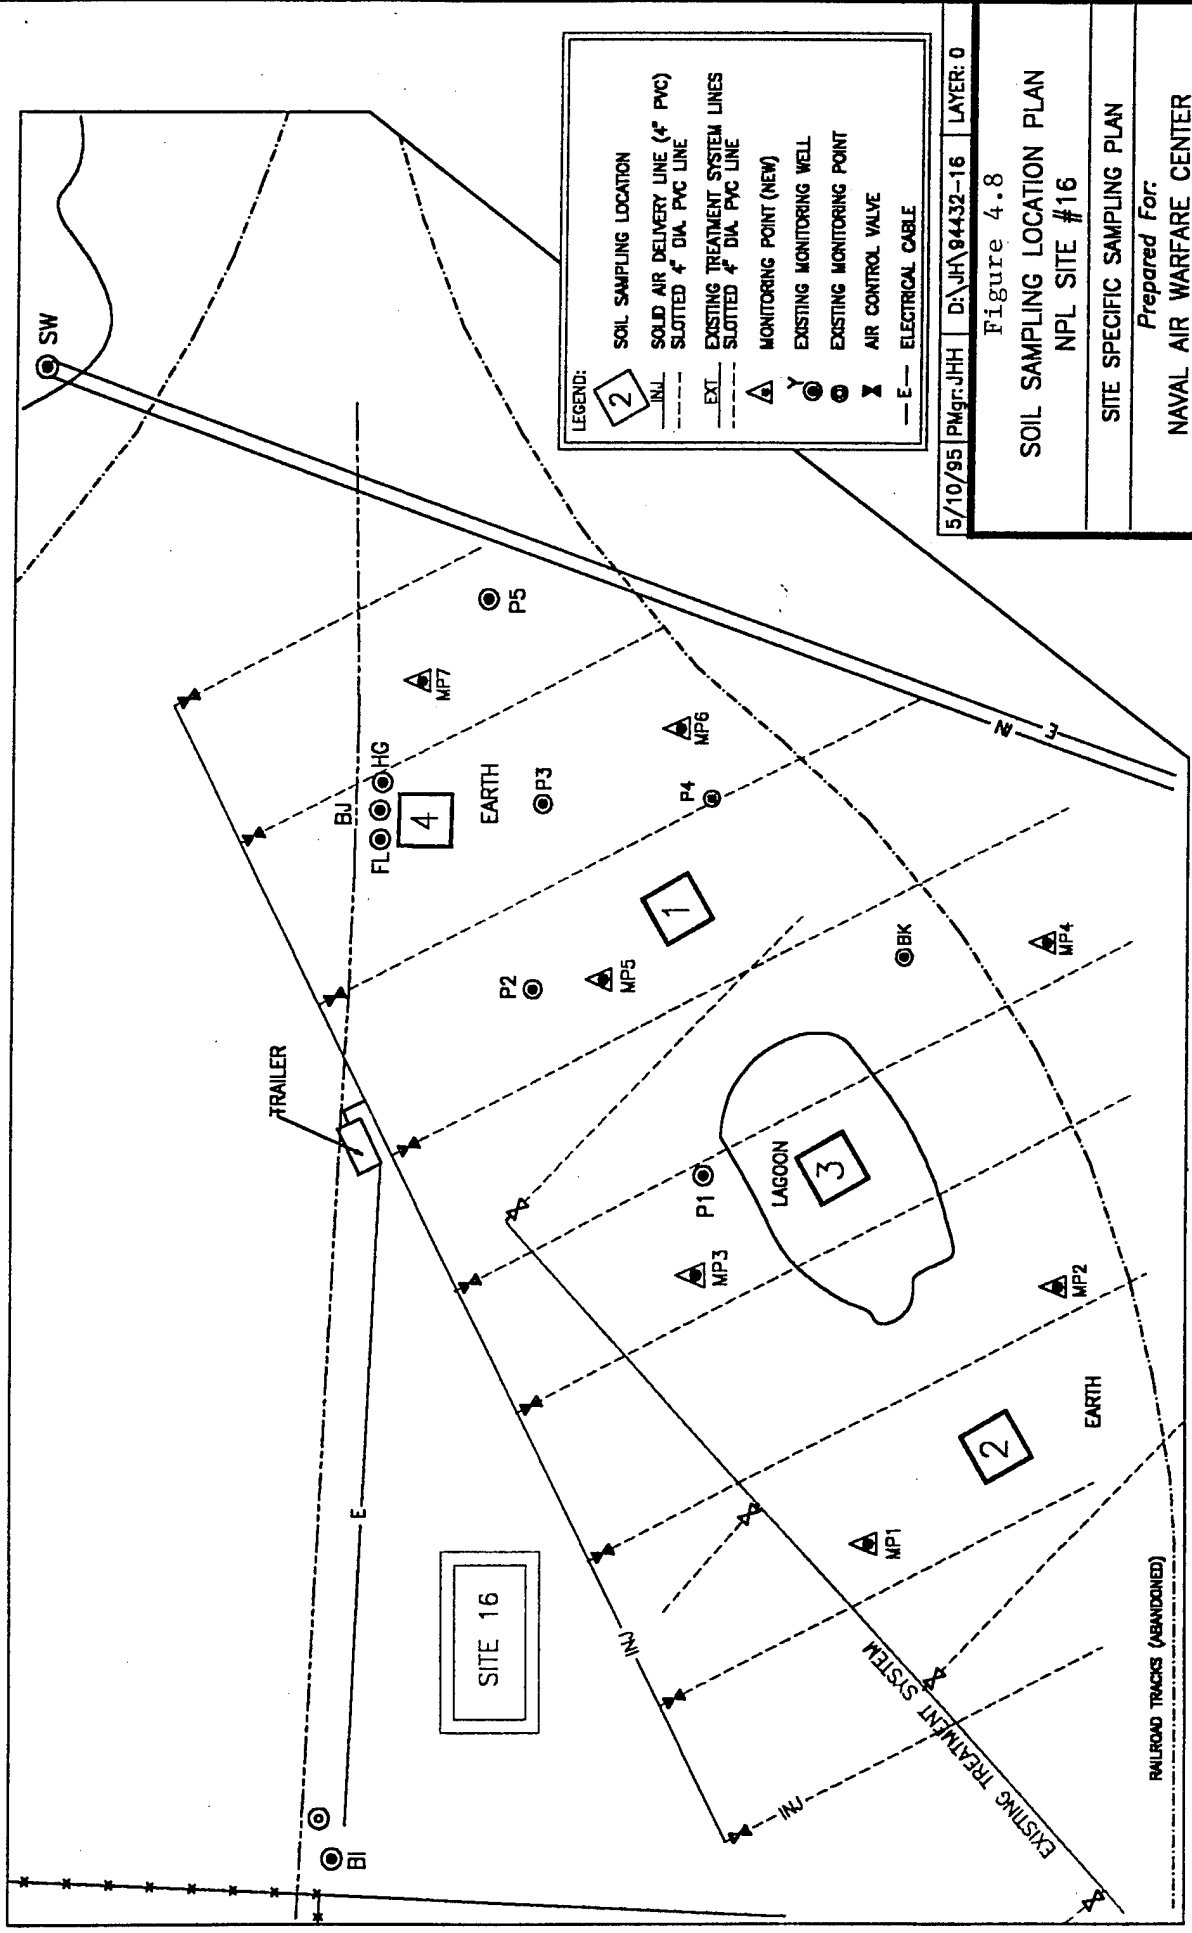 SW
BJ
HG
FL
4
EARTH
MP7
P5
P3
MP6
P4
1
P2
MP5
BK
MP4
TRAILER
LAGOON
3
P1
MP3
MP2
EARTH
2
MP1
E
SITE 16
INJ
INJ
EXISTING TREATMENT SYSTEM
RAILROAD TRACKS (ABANDONED)
BI
E
LEGEND:
2 SOIL SAMPLING LOCATION
INJ SOLID AIR DELIVERY LINE (4" PVC)
SLOTTED 4" DIA. PVC LINE
EXT EXISTING TREATMENT SYSTEM LINES
SLOTTED 4" DIA. PVC LINE
MONITORING POINT (NEW)
EXISTING MONITORING WELL
EXISTING MONITORING POINT
AIR CONTROL VALVE
E ELECTRICAL CABLE
5/10/95 PMgr:JHH D:\JH\94432-16 LAYER: 0
Figure 4.8
SOIL SAMPLING LOCATION PLAN
NPL SITE #16
SITE SPECIFIC SAMPLING PLAN
Prepared For:
NAVAL AIR WARFARE CENTER